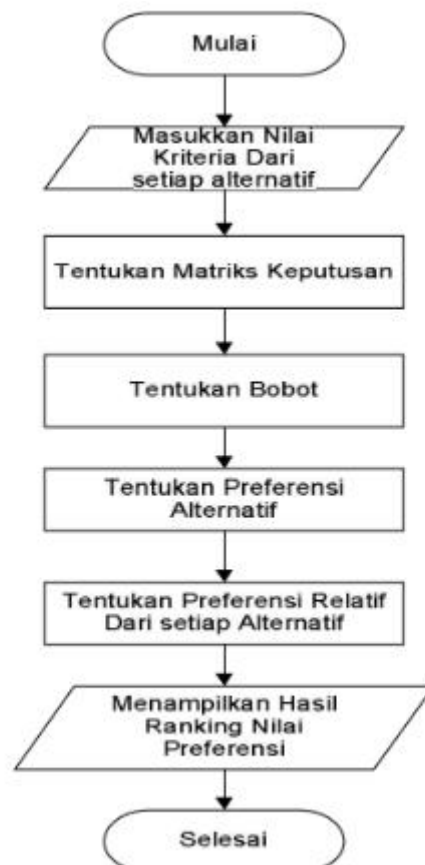 Mulai
Masukkan Nilai
Kriteria Dari
setiap alternatif
Tentukan Matriks Keputusan
Tentukan Bobot
Tentukan Preferensi
Alternatif
Tentukan Preferensi Relatif
Dari setiap Alternatif
Menampilkan Hasil
Ranking Nilai
Preferensi
Selesai